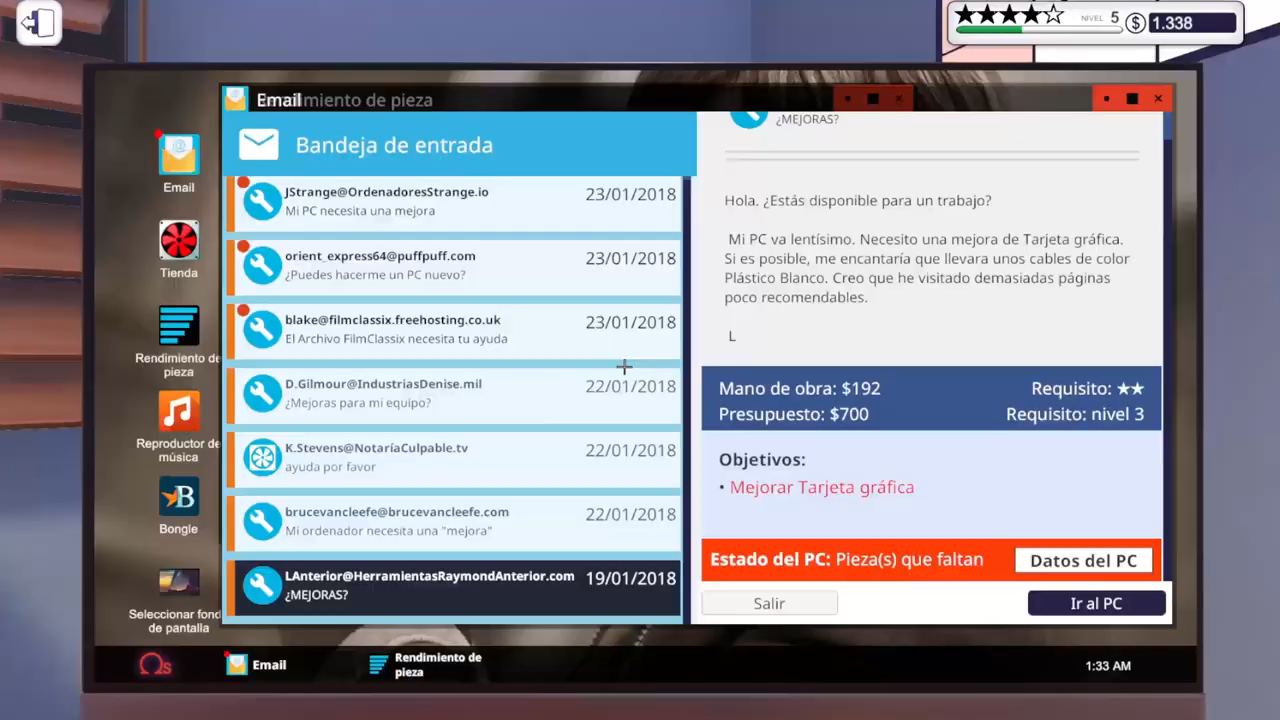 NIVEL 5 $ 1.338
Email
Bandeja de entrada
JStrange@OrdenadoresStrange.io 23/01/2018
Mi PC necesita una mejora
orient_express64@puffpuff.com 23/01/2018
¿Puedes hacerme un PC nuevo?
blake@filmclassix.freehosting.co.uk 23/01/2018
El Archivo FilmClassix necesita tu ayuda
D.Gilmour@IndustriasDenise.mil 22/01/2018
¿Mejoras para mi equipo?
K.Stevens@NotaríaCulpable.tv 22/01/2018
ayuda por favor
brucevancleefe@brucevancleefe.com 22/01/2018
Mi ordenador necesita una "mejora"
LAnterior@HerramientasRaymondAnterior.com 19/01/2018
¿MEJORAS?
¿MEJORAS?
Hola. ¿Estás disponible para un trabajo?
Mi PC va lentísimo. Necesito una mejora de Tarjeta gráfica.
Si es posible, me encantaría que llevara unos cables de color
Plástico Blanco. Creo que he visitado demasiadas páginas
poco recomendables.
L
Mano de obra: $192 Requisito: ★★
Presupuesto: $700 Requisito: nivel 3
Objetivos:
• Mejorar Tarjeta gráfica
Estado del PC: Pieza(s) que faltan Datos del PC
Salir Ir al PC
Email
Tienda
Rendimiento de
pieza
Reproductor de
música
B
Bongle
Seleccionar fond
de pantalla
Ωs Email Rendimiento de
pieza
1:33 AM